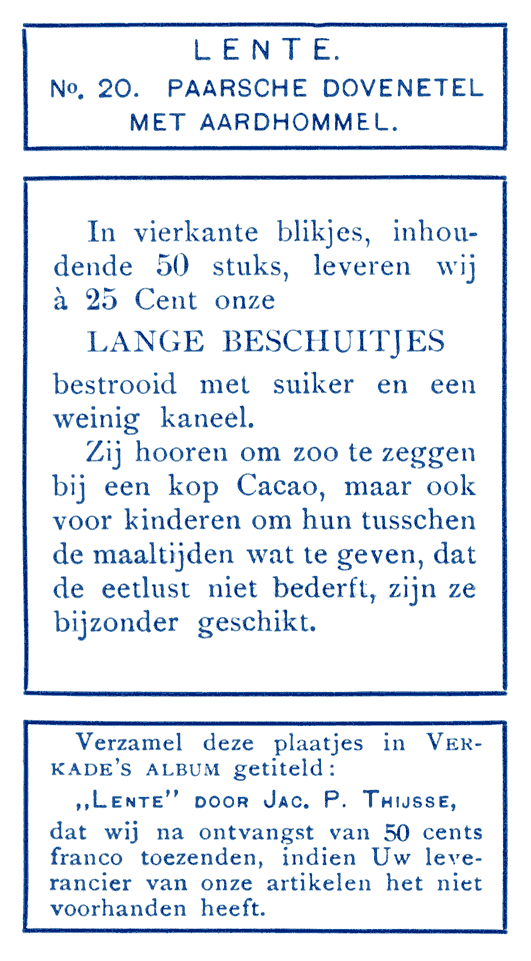 LENTE.
No. 20. PAARSCHE DOVENETEL
MET AARDHOMMEL.
In vierkante blikjes, inhou-
dende 50 stuks, leveren wij
à 25 Cent onze
LANGE BESCHUITJES
bestrooid met suiker en een
weinig kaneel.
Zij hooren om zoo te zeggen
bij een kop Cacao, maar ook
voor kinderen om hun tusschen
de maaltijden wat te geven, dat
de eetlust niet bederft, zijn ze
bijzonder geschikt.
Verzamel deze plaatjes in VER-
KADE'S ALBUM getiteld:
„LENTE" DOOR JAC. P. THIJSSE,
dat wij na ontvangst van 50 cents
franco toezenden, indien Uw leve-
rancier van onze artikelen het niet
voorhanden heeft.